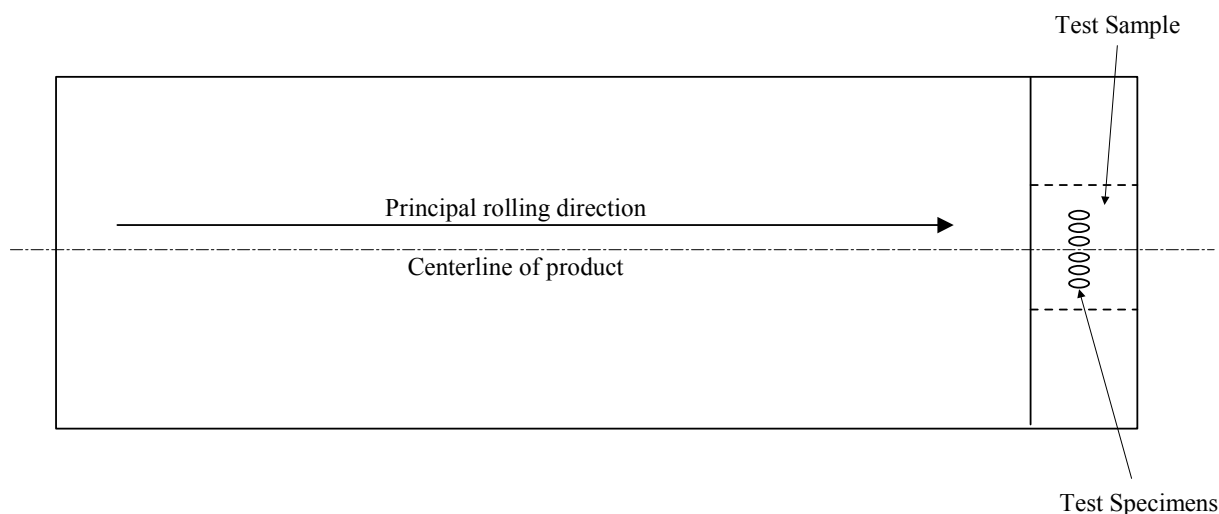 Test Sample
Principal rolling direction
Centerline of product
Test Specimens